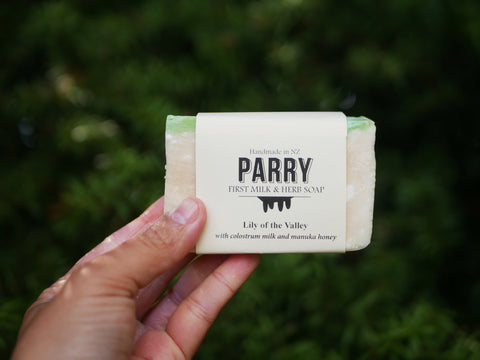 Handmade in NZ
PARRY
FIRST MILK & HERB SOAP
Lily of the Valley
with colostrum milk and manuka honey